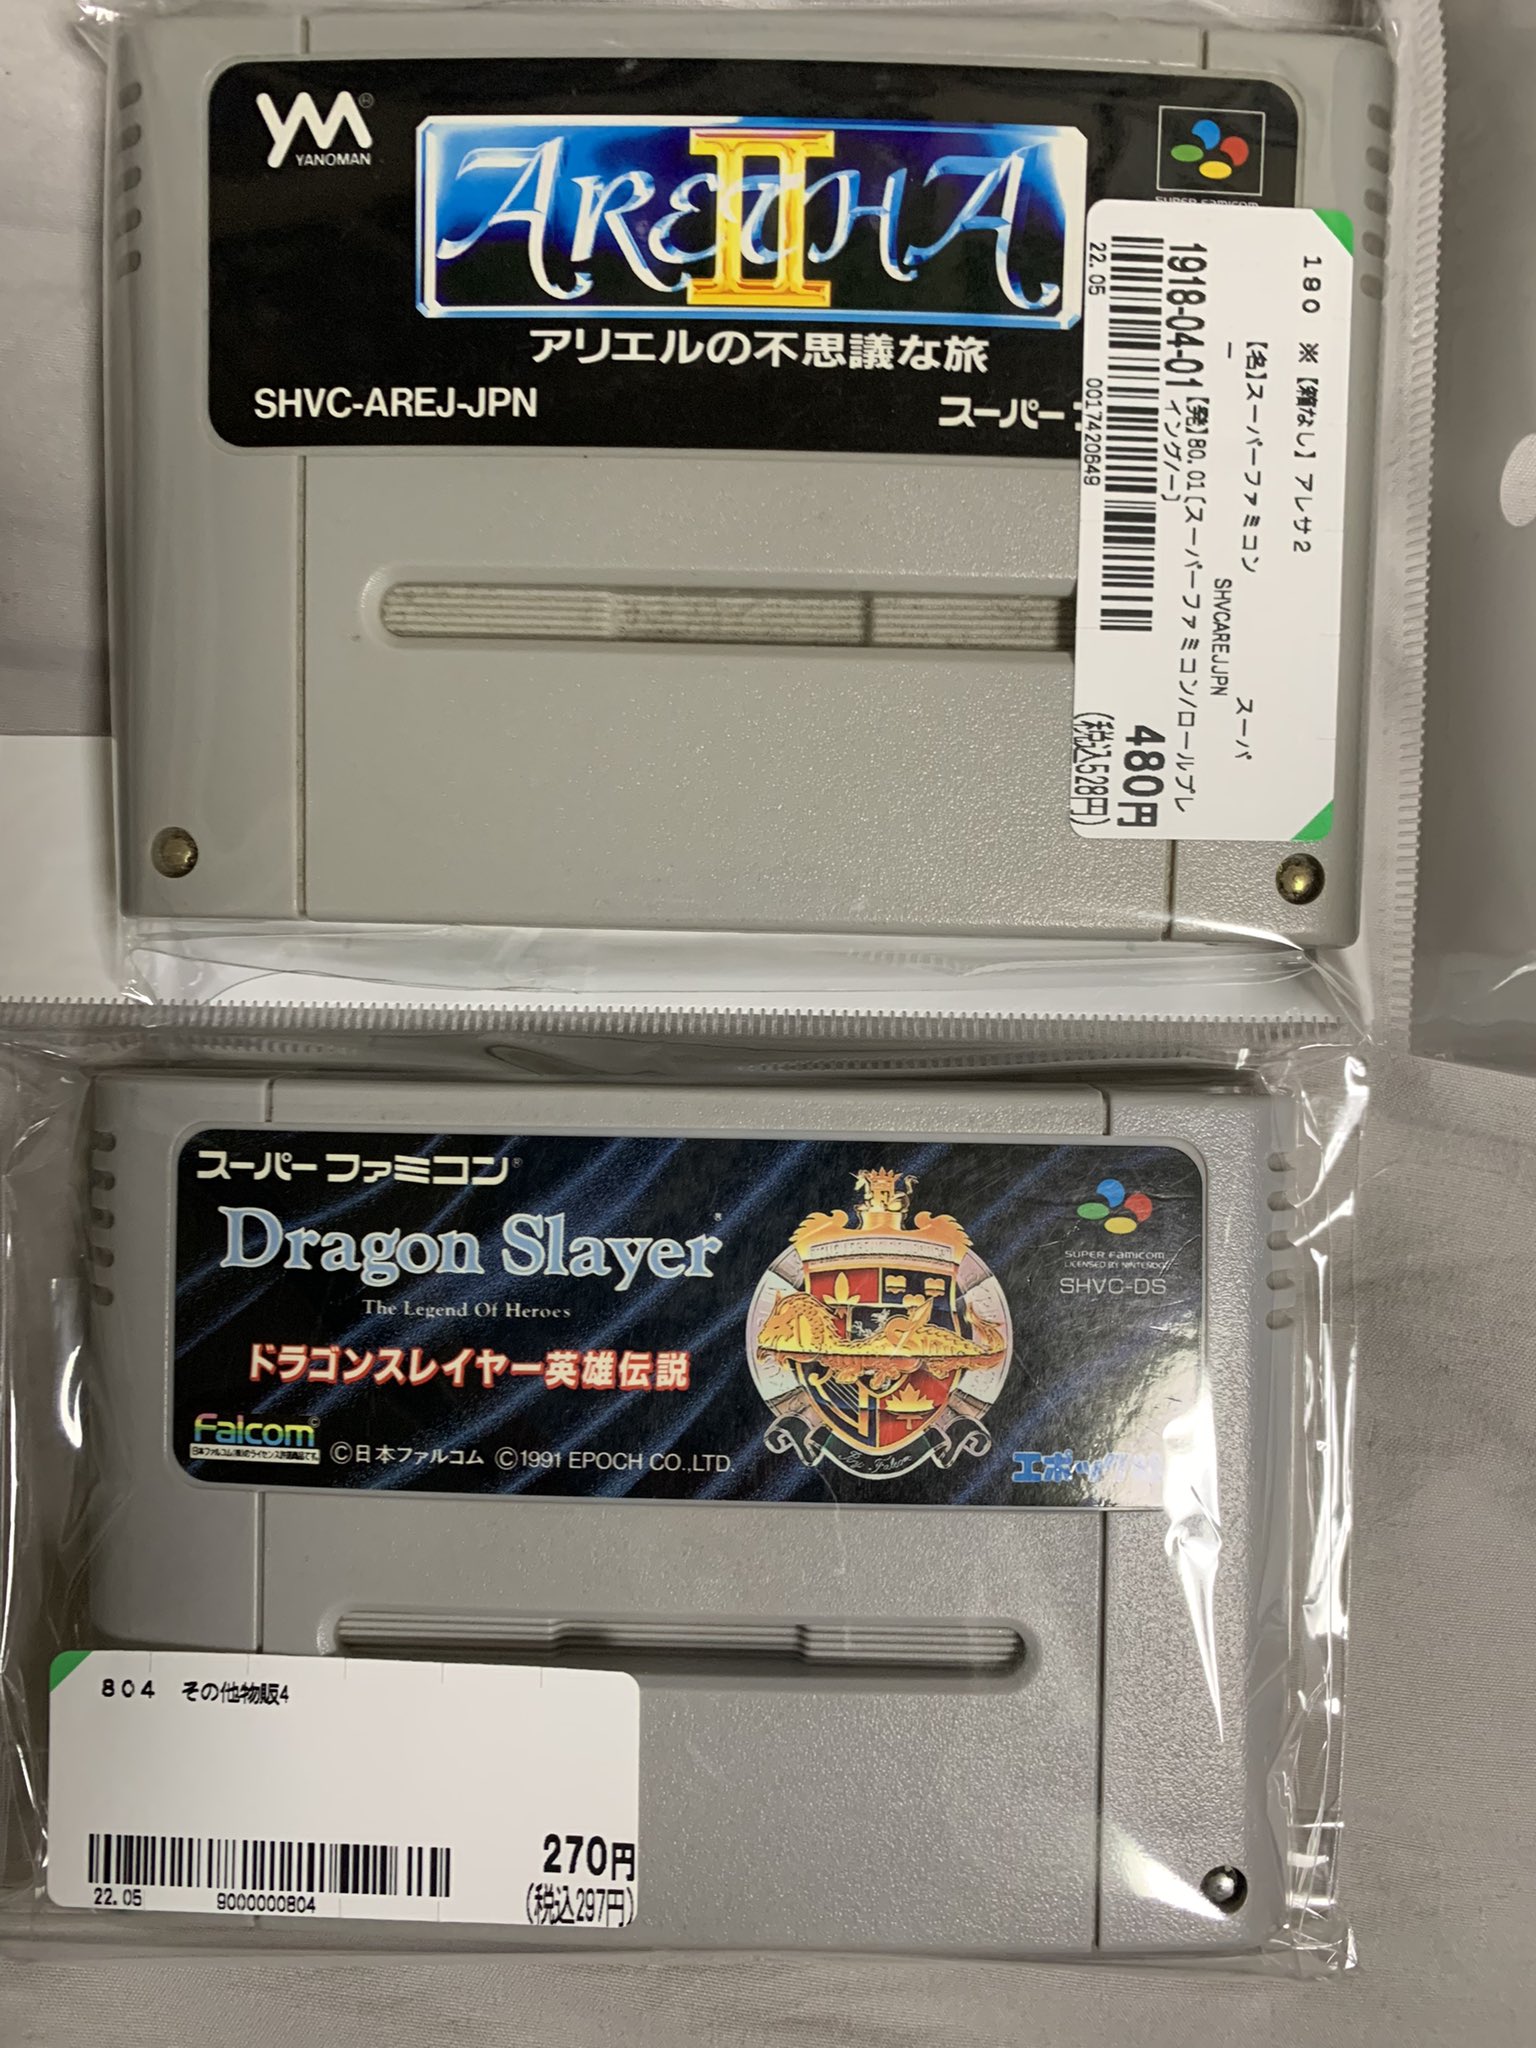 YM®
YANOMAN
ARETHA
II
アリエルの不思議な旅
SHVC-AREJ-JPN
スーパー
SUPER FAMICOM
180 ※【箱なし】アレサ2
【名】スーパーファミコン スーパ
ー SHVCAREJJPN
1918-04-01【発】80.01〔スーパーファミコン/ロールプレ
イング/ー〕
22.05
0017420649
480円
(税込528円)
スーパーファミコン®
Dragon Slayer
The Legend Of Heroes
ドラゴンスレイヤー英雄伝説
Falcom©
©日本ファルコム ©1991 EPOCH CO.,LTD.
SUPER FAMICOM
LICENSED BY NINTENDO
SHVC-DS
804 その他物販4
22.05 9000000804
270円
(税込297円)